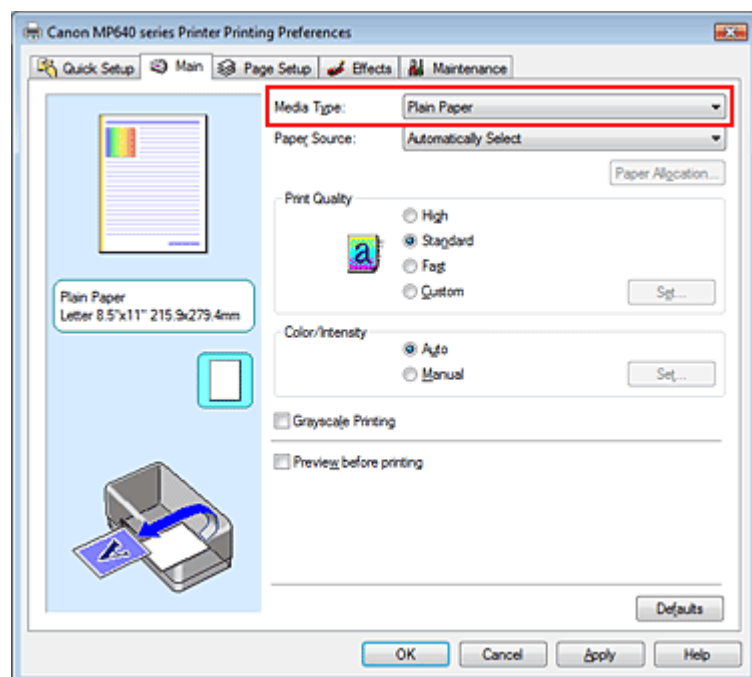 Canon MP640 series Printer Printing Preferences
Quick Setup Main Page Setup Effects Maintenance
Media Type: Plain Paper
Paper Source: Automatically Select
Paper Allocation...
Print Quality
High
a Standard
Fast
Custom Set...
Plain Paper
Letter 8.5"x11" 215.9x279.4mm
Color/Intensity
Auto
Manual Set...
Grayscale Printing
Preview before printing
A
Defaults
OK Cancel Apply Help